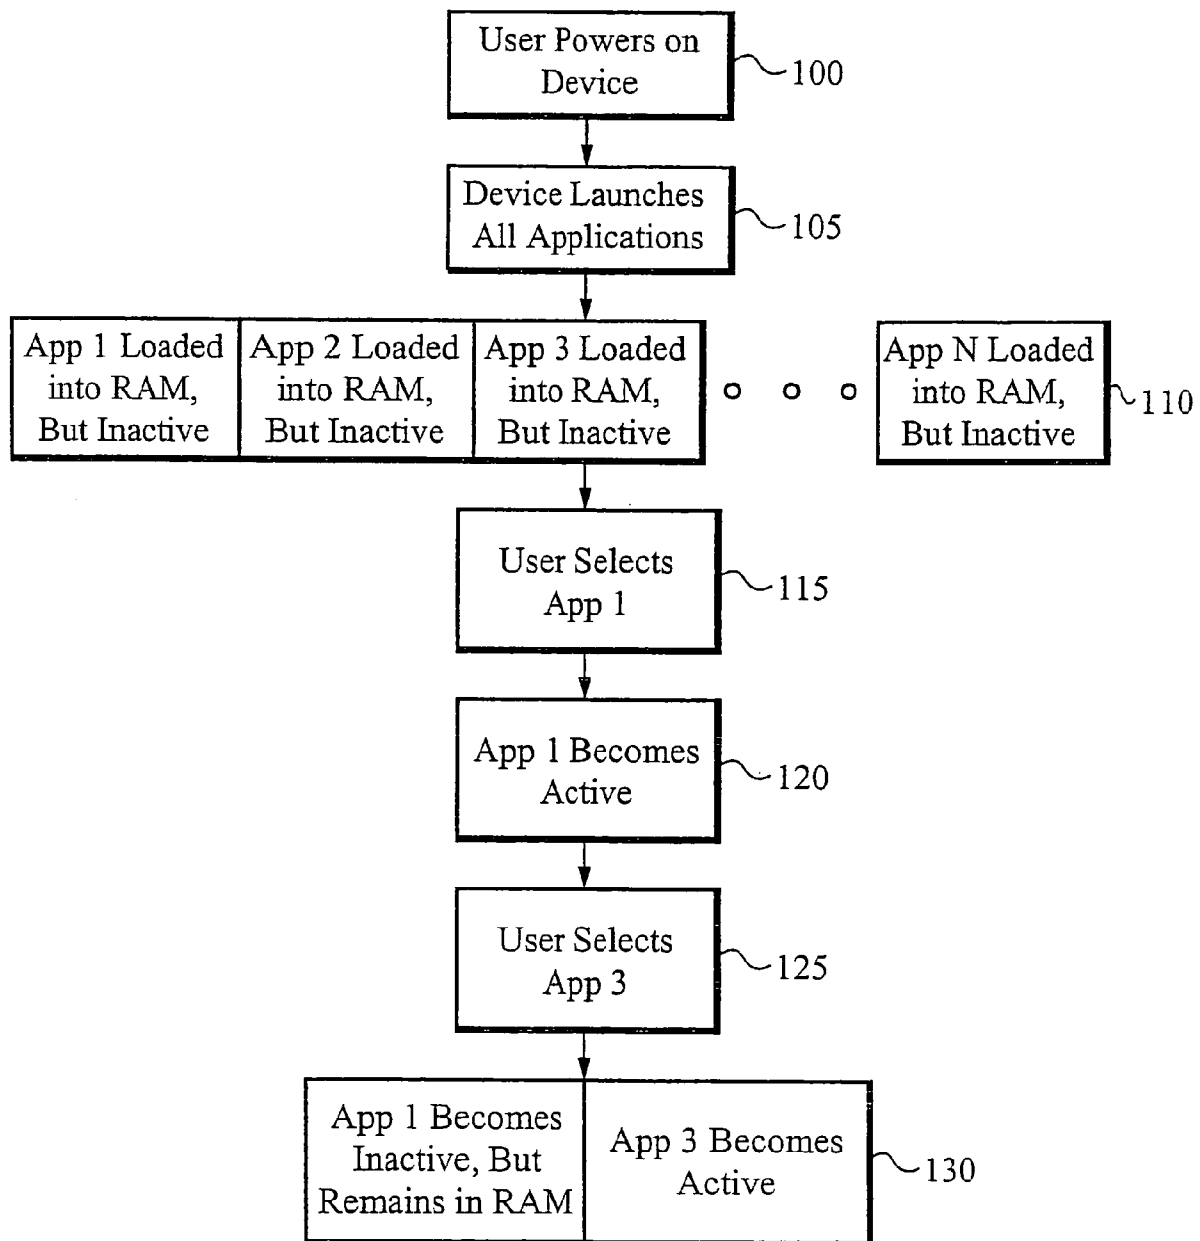 User Powers on
Device
100
Device Launches
All Applications
105
App 1 Loaded
into RAM,
But Inactive
App 2 Loaded
into RAM,
But Inactive
App 3 Loaded
into RAM,
But Inactive
App N Loaded
into RAM,
But Inactive
110
User Selects
App 1
115
App 1 Becomes
Active
120
User Selects
App 3
125
App 1 Becomes
Inactive, But
Remains in RAM
App 3 Becomes
Active
130